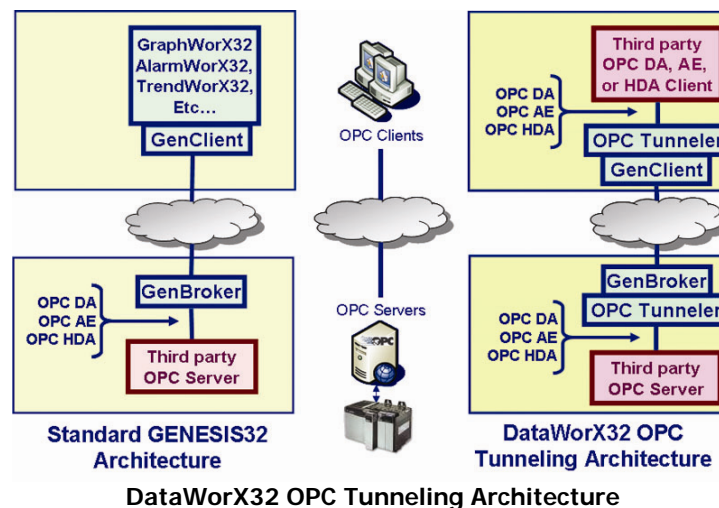 GraphWorX32
AlarmWorX32,
TrendWorX32,
Etc...
GenClient
GenBroker
OPC DA
OPC AE
OPC HDA
Third party
OPC Server
Standard GENESIS32
Architecture
OPC Clients
OPC Servers
OPC
Third party
OPC DA, AE,
or HDA Client
OPC DA
OPC AE
OPC HDA
OPC Tunneler
GenClient
GenBroker
OPC Tunneler
OPC DA
OPC AE
OPC HDA
Third party
OPC Server
DataWorX32 OPC
Tunneling Architecture
DataWorX32 OPC Tunneling Architecture